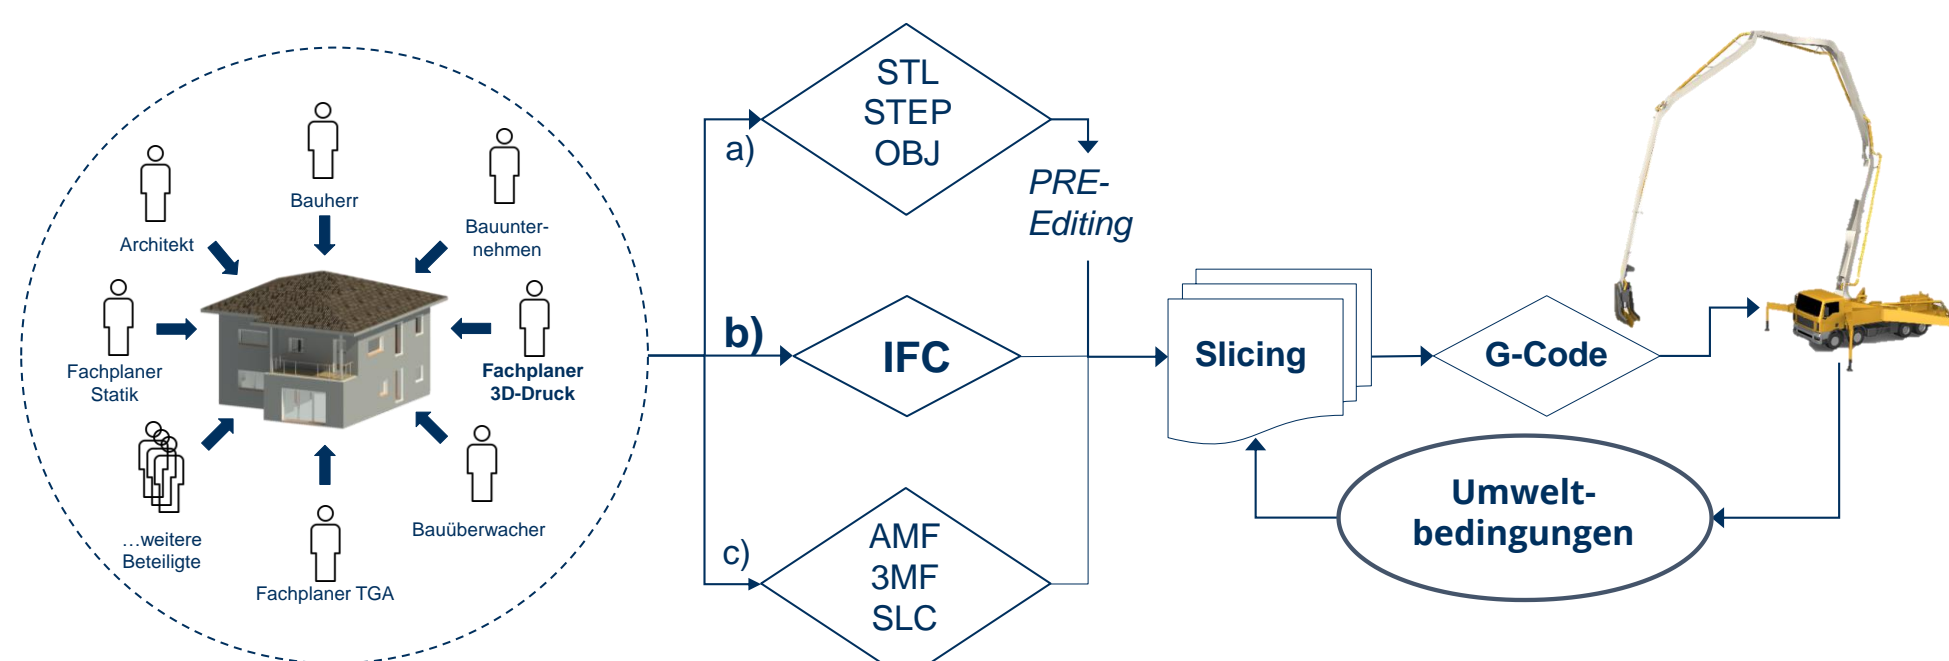 Bauherr
Architekt
Bauunter-
nehmen
Fachplaner
Statik
Fachplaner
3D-Druck
...weitere
Beteiligte
Bauüberwacher
Fachplaner TGA
a)
STL
STEP
OBJ
PRE-
Editing
b)
IFC
c)
AMF
3MF
SLC
Slicing
G-Code
Umwelt-
bedingungen